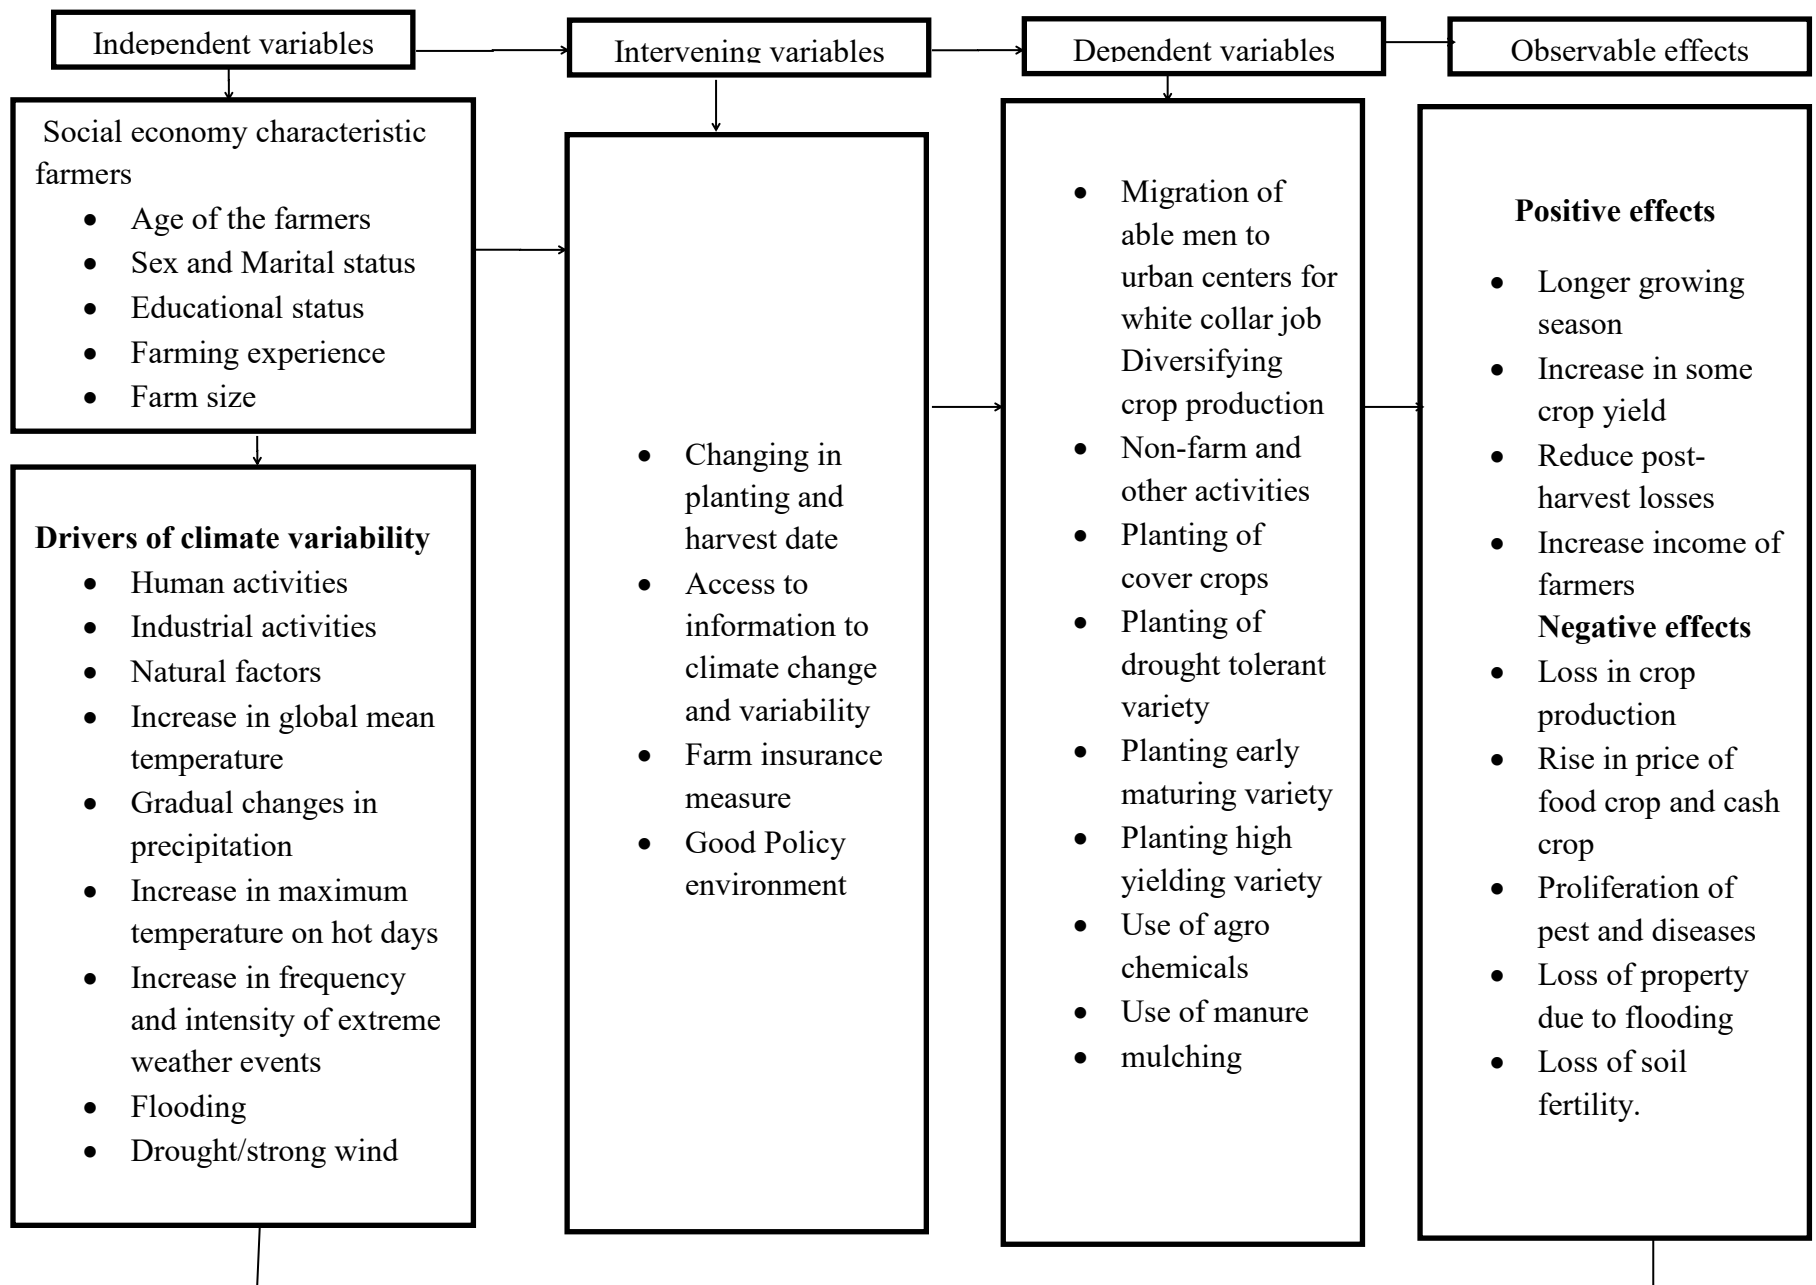 Independent variables
Intervening variables
Dependent variables
Observable effects
Social economy characteristic
farmers
• Age of the farmers
• Sex and Marital status
• Educational status
• Farming experience
• Farm size
Drivers of climate variability
• Human activities
• Industrial activities
• Natural factors
• Increase in global mean
temperature
• Gradual changes in
precipitation
• Increase in maximum
temperature on hot days
• Increase in frequency
and intensity of extreme
weather events
• Flooding
• Drought/strong wind
• Changing in
planting and
harvest date
• Access to
information to
climate change
and variability
• Farm insurance
measure
• Good Policy
environment
• Migration of
able men to
urban centers for
white collar job
Diversifying
crop production
• Non-farm and
other activities
• Planting of
cover crops
• Planting of
drought tolerant
variety
• Planting early
maturing variety
• Planting high
yielding variety
• Use of agro
chemicals
• Use of manure
• mulching
Positive effects
• Longer growing
season
• Increase in some
crop yield
• Reduce post-
harvest losses
• Increase income of
farmers
Negative effects
• Loss in crop
production
• Rise in price of
food crop and cash
crop
• Proliferation of
pest and diseases
• Loss of property
due to flooding
• Loss of soil
fertility.